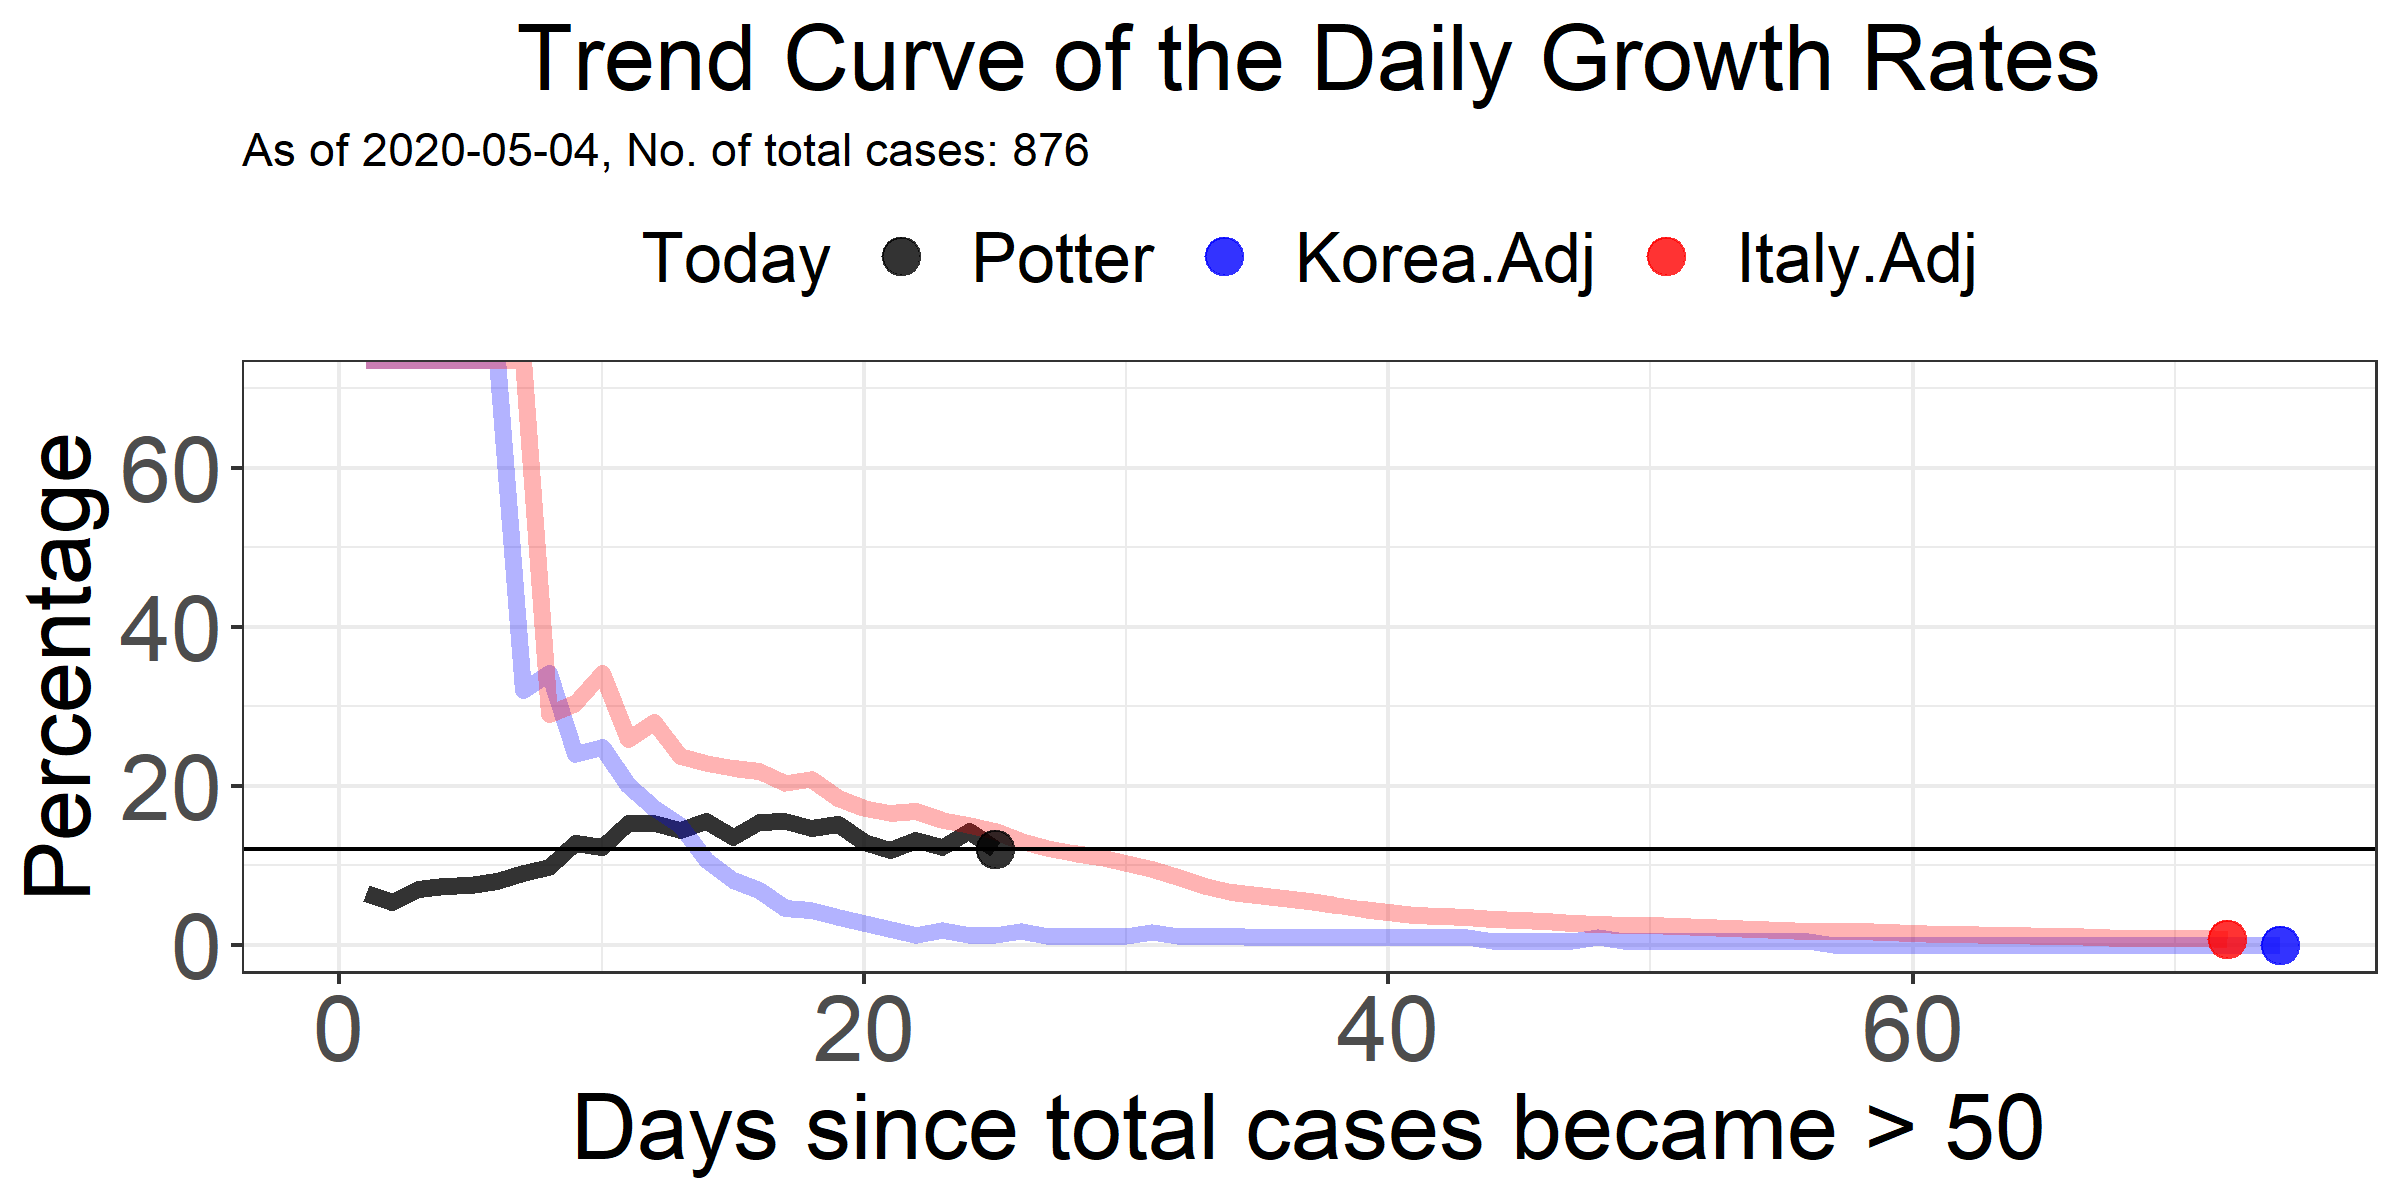 Trend Curve of the Daily Growth Rates
As of 2020-05-04, No. of total cases: 876
Today Potter Korea.Adj Italy.Adj
Percentage
60
40
20
0
0 20 40 60
Days since total cases became > 50